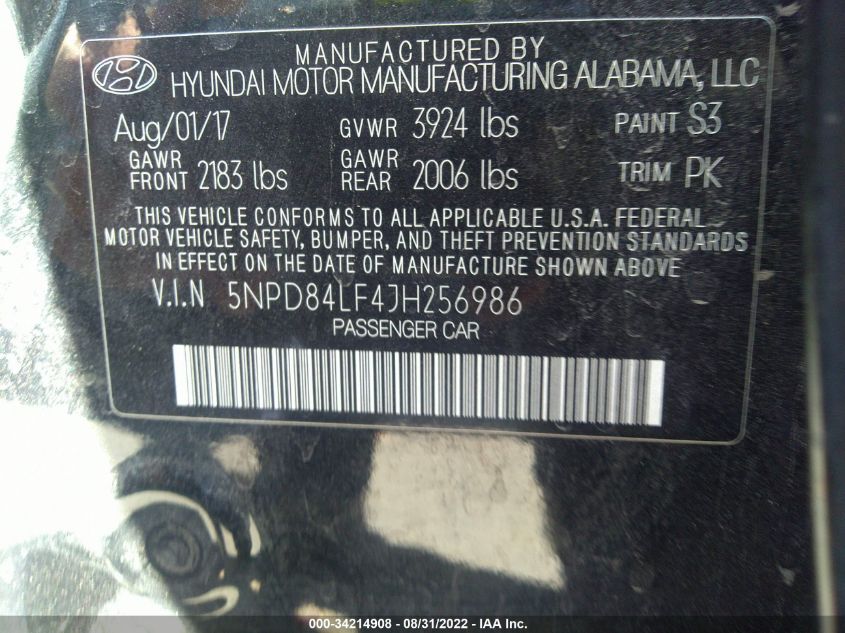 MANUFACTURED BY
HYUNDAI MOTOR MANUFACTURING ALABAMA, LLC
Aug/01/17 GVWR 3924 lbs PAINT S3
GAWR FRONT 2183 lbs GAWR REAR 2006 lbs TRIM PK
THIS VEHICLE CONFORMS TO ALL APPLICABLE U.S.A. FEDERAL
MOTOR VEHICLE SAFETY, BUMPER, AND THEFT PREVENTION STANDARDS
IN EFFECT ON THE DATE OF MANUFACTURE SHOWN ABOVE
V.I.N 5NPD84LF4JH256986
PASSENGER CAR
000-34214908 - 08/31/2022 - IAA Inc.